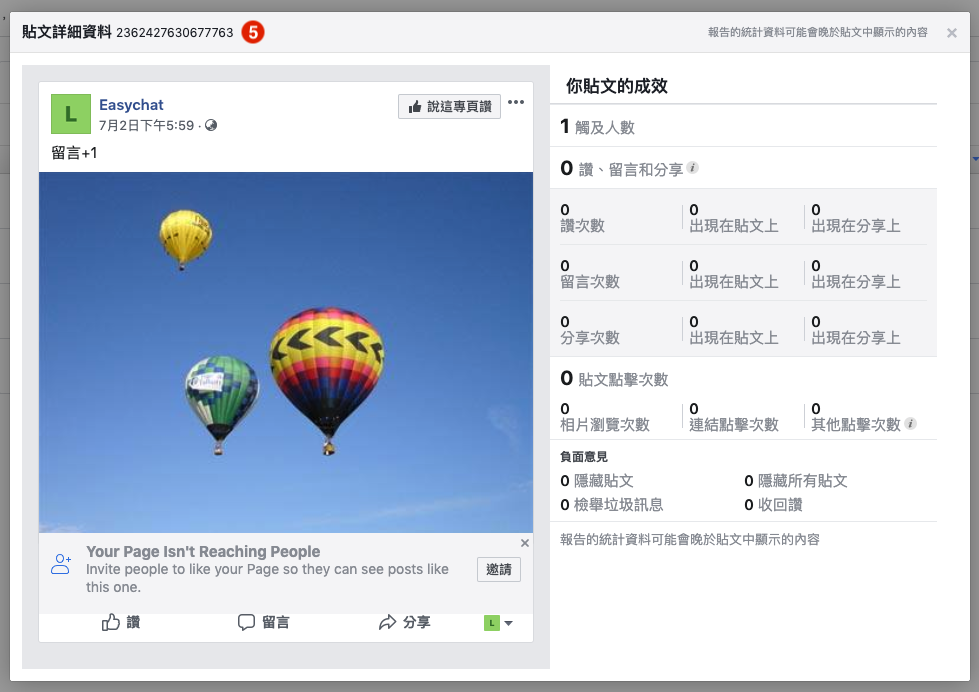 貼文詳細資料 2362427630677763 5
報告的統計資料可能會晚於貼文中顯示的內容
L
Easychat
7月2日下午5:59 ·
說這專頁讚
留言+1
Your Page Isn't Reaching People
Invite people to like your Page so they can see posts like
this one.
邀請
讚 留言 分享 L
你貼文的成效
1 觸及人數
0 讚、留言和分享
0 0 0
讚次數 出現在貼文上 出現在分享上
0 0 0
留言次數 出現在貼文上 出現在分享上
0 0 0
分享次數 出現在貼文上 出現在分享上
0 貼文點擊次數
0 0 0
相片瀏覽次數 連結點擊次數 其他點擊次數
負面意見
0 隱藏貼文 0 隱藏所有貼文
0 檢舉垃圾訊息 0 收回讚
報告的統計資料可能會晚於貼文中顯示的內容